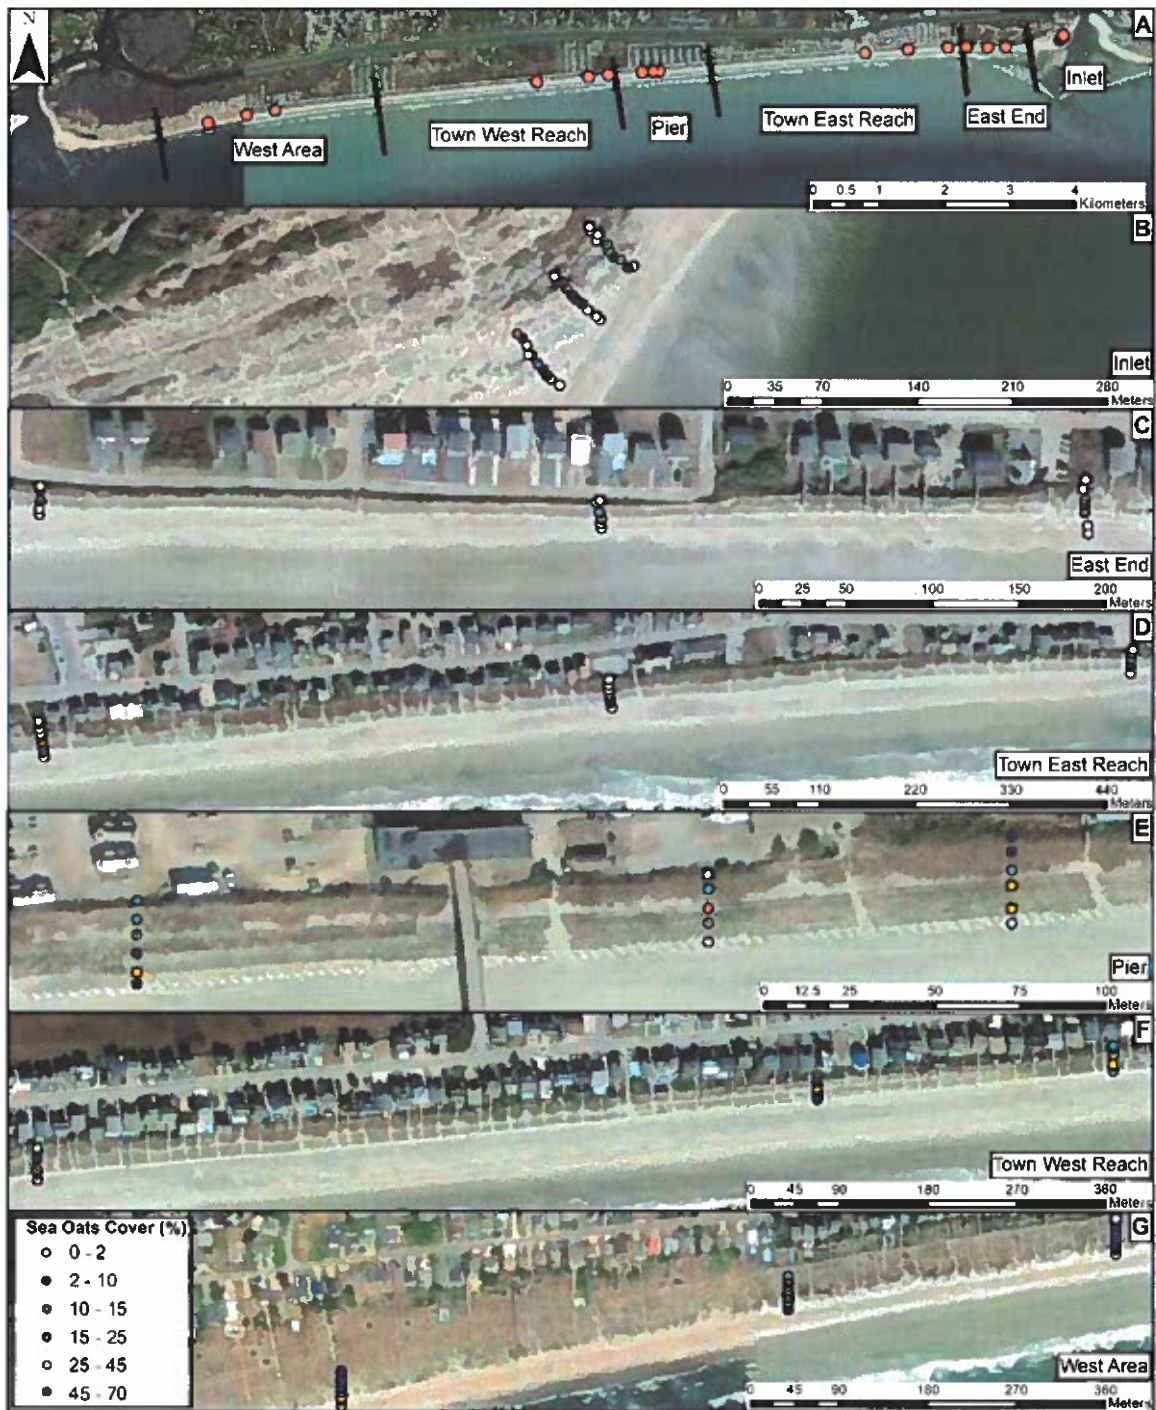 N
A
West Area
Town West Reach
Pier
Town East Reach
East End
Inlet
0 0.5 1 2 3 4
Kilometers
B
Inlet
0 35 70 140 210 280
Meters
C
East End
0 25 50 100 150 200
Meters
D
Town East Reach
0 55 110 220 330 440
Meters
E
Pier
0 12.5 25 50 75 100
Meters
F
Town West Reach
0 45 90 180 270 360
Meters
G
Sea Oats Cover (%)
0 - 2
2 - 10
10 - 15
15 - 25
25 - 45
45 - 70
West Area
0 45 90 180 270 360
Meters